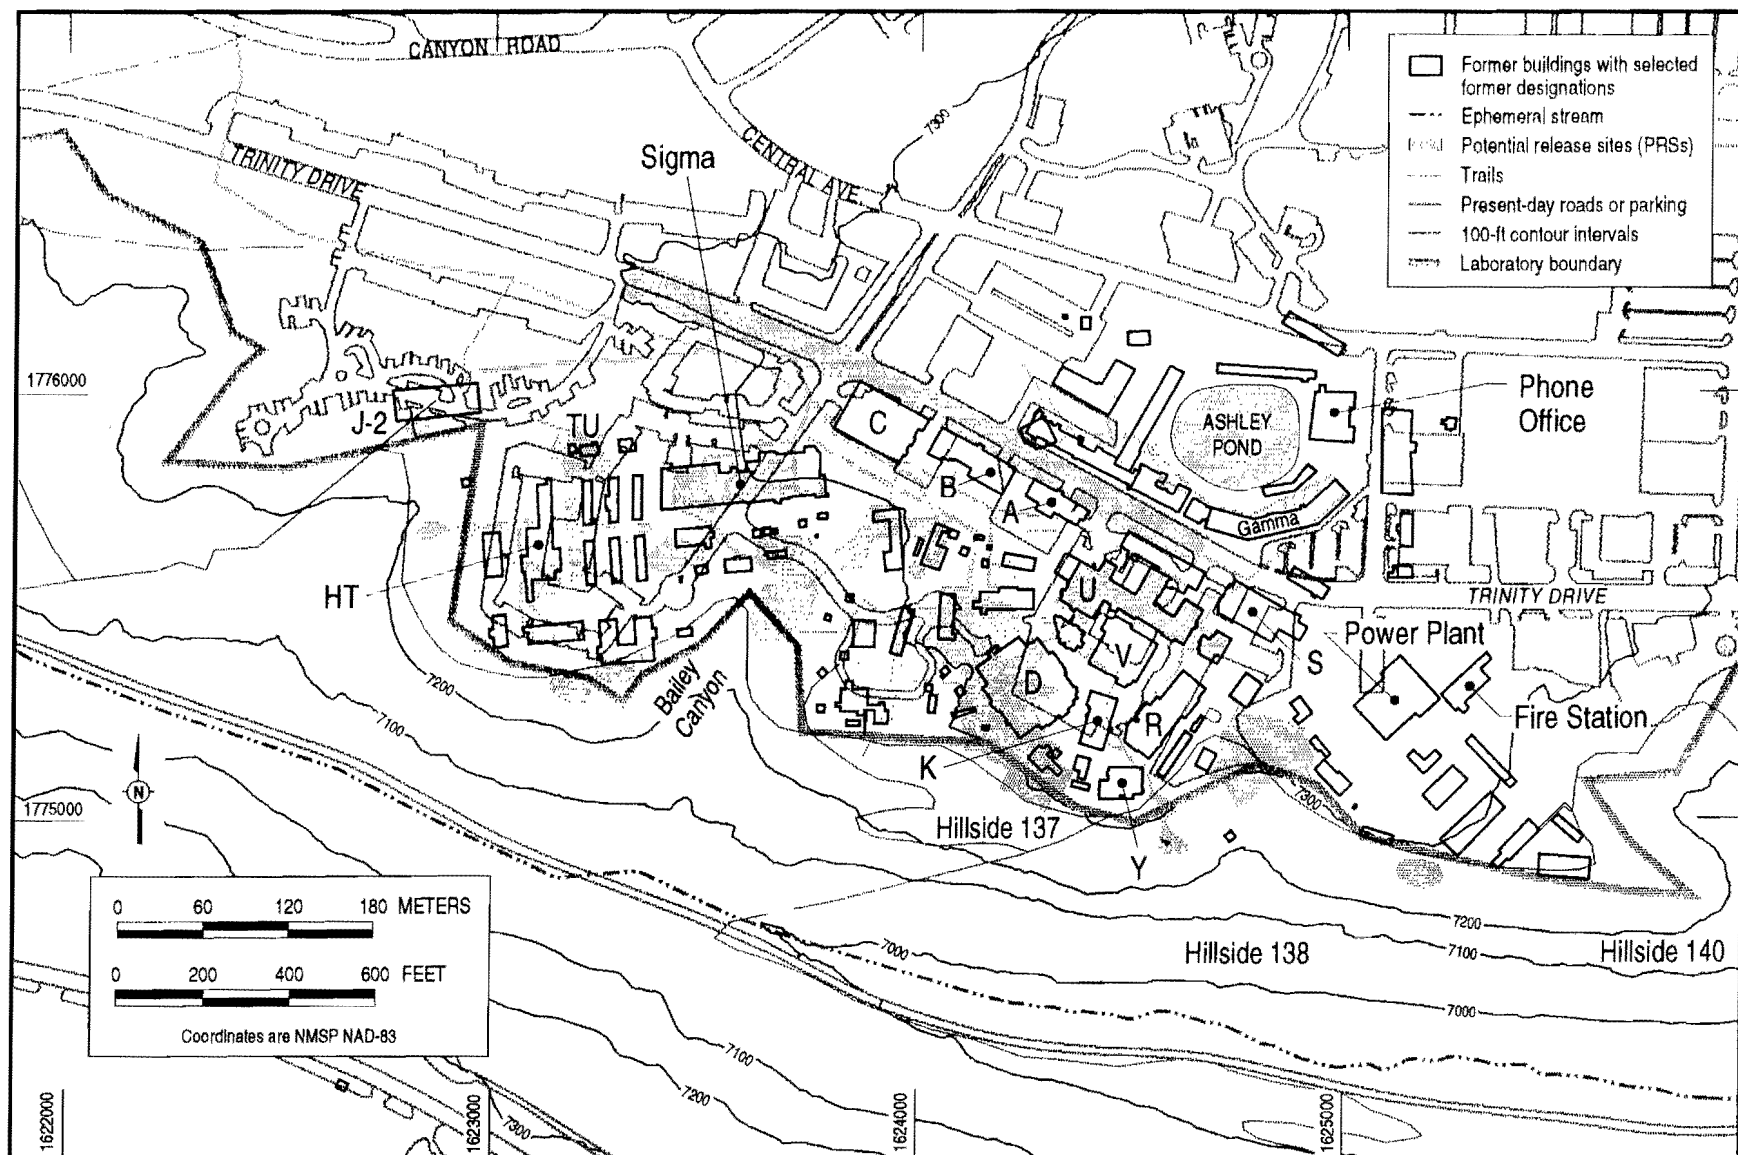 CANYON ROAD
7300
CENTRAL AVE.
TRINITY DRIVE
Sigma
Former buildings with selected
former designations
Ephemeral stream
Potential release sites (PRSs)
Trails
Present-day roads or parking
100-ft contour intervals
Laboratory boundary
1776000
J-2
TU
C
B
A
ASHLEY
POND
Phone
Office
Gamma
HT
U
V
D
S
TRINITY DRIVE
Power Plant
Fire Station
R
K
Y
Bailey
Canyon
7200
7100
N
1775000
Hillside 137
7300
7200
7100
7000
7000
Hillside 138
Hillside 140
0 60 120 180 METERS
0 200 400 600 FEET
Coordinates are NMSP NAD-83
7100
7200
7300
1622000
1623000
1624000
1625000